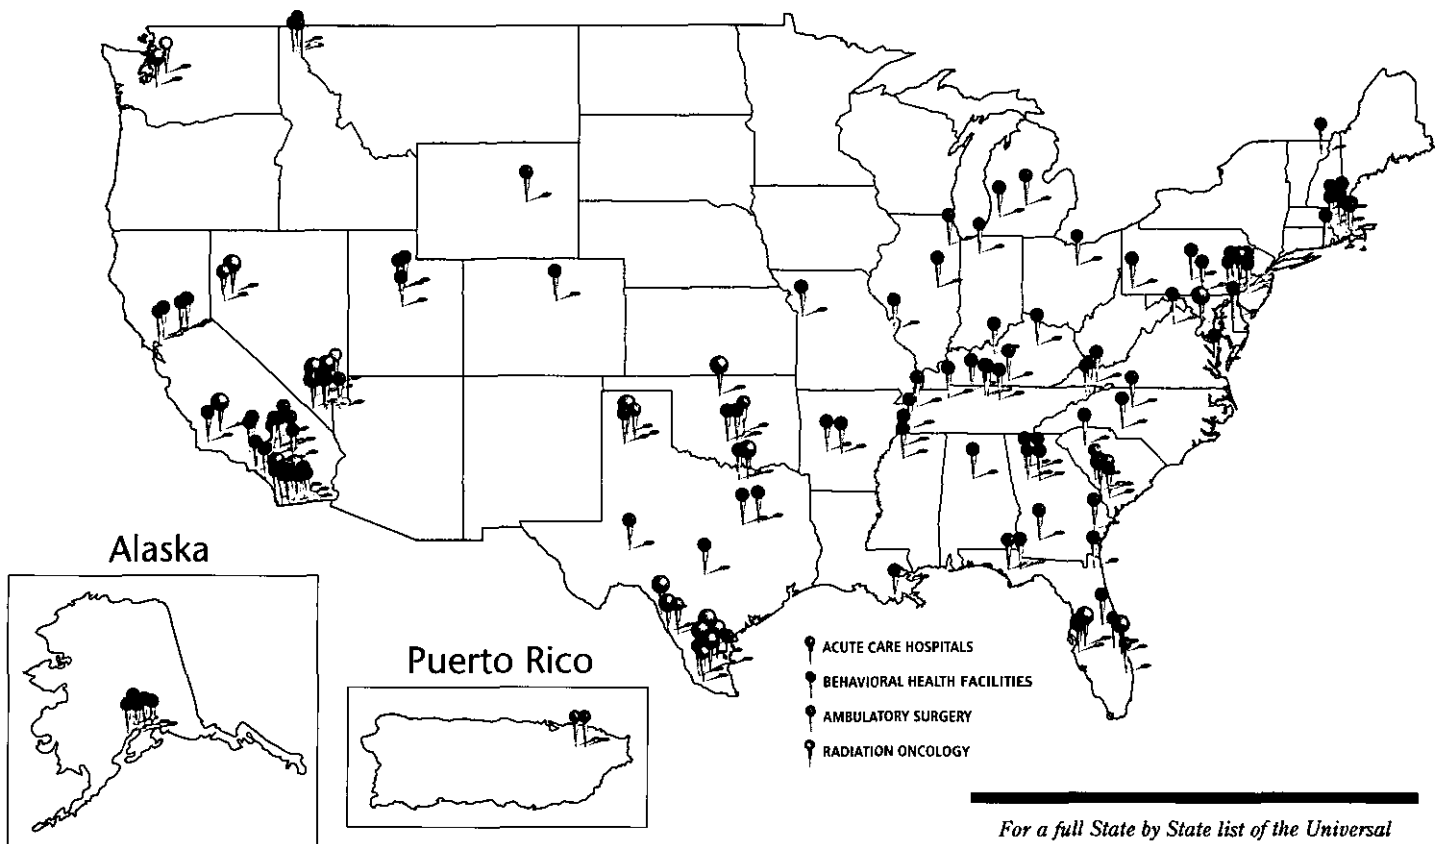 Alaska
Puerto Rico
ACUTE CARE HOSPITALS
BEHAVIORAL HEALTH FACILITIES
AMBULATORY SURGERY
RADIATION ONCOLOGY
For a full State by State list of the Universal